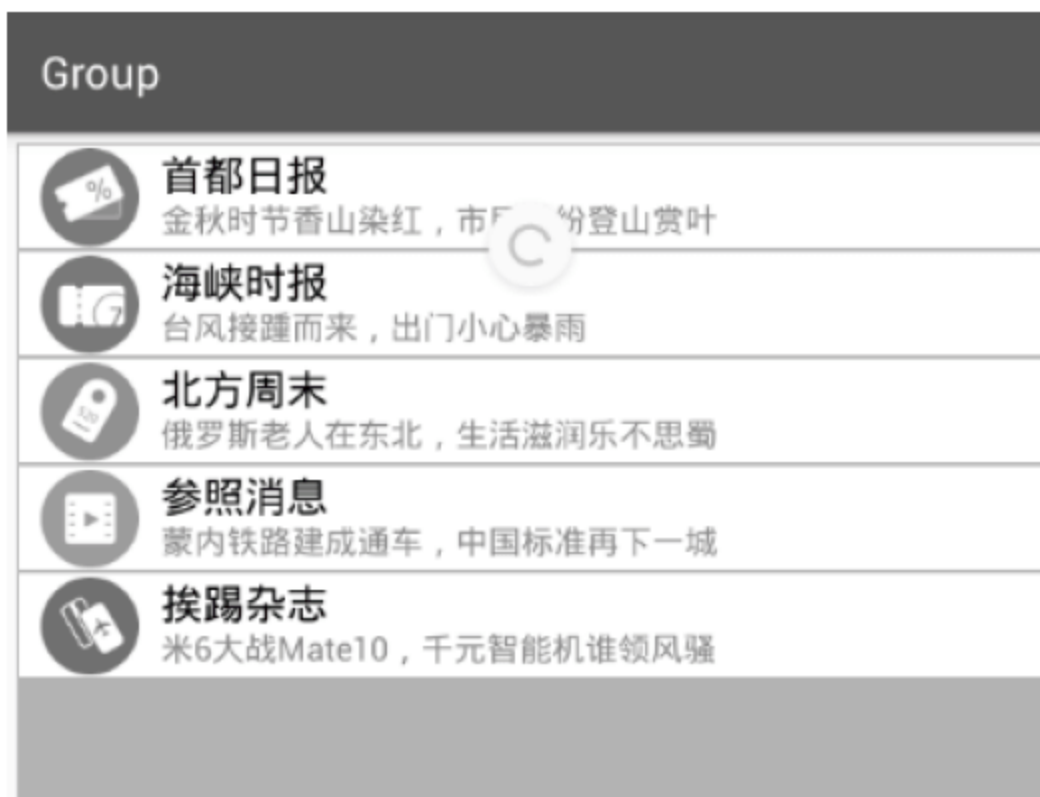 Group
%
首都日报
金秋时节香山染红，市 份登山赏叶
7
海峡时报
台风接踵而来，出门小心暴雨
$20
北方周末
俄罗斯老人在东北，生活滋润乐不思蜀
参照消息
蒙内铁路建成通车，中国标准再下一城
挨踢杂志
米6大战Mate10，千元智能机谁领风骚